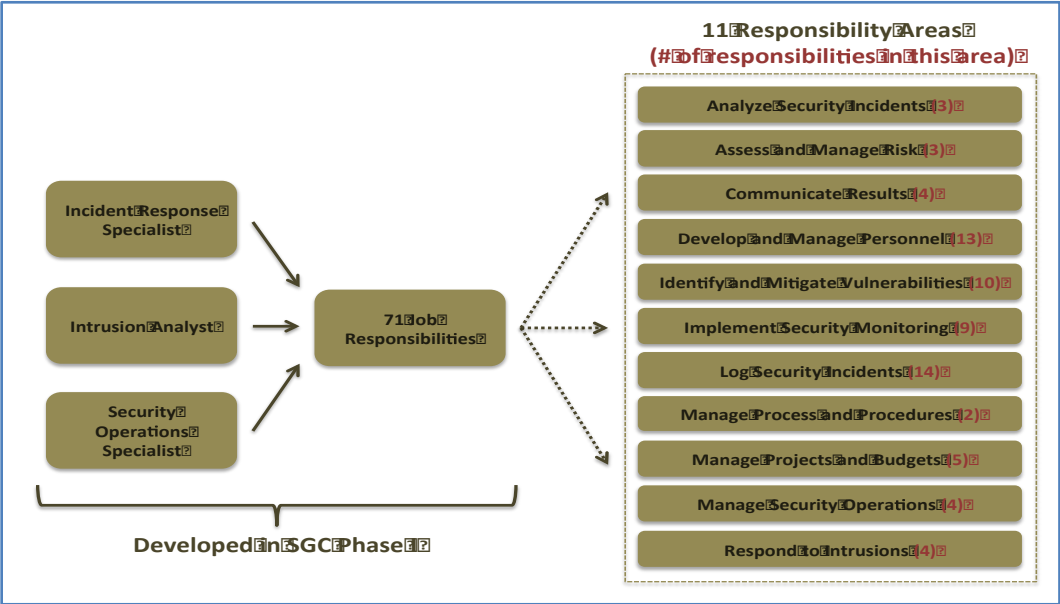 11 Responsibility Areas
(# of responsibilities in this area)
Analyze Security Incidents (3)
Assess and Manage Risk (3)
Communicate Results (4)
Develop and Manage Personnel (13)
Identify and Mitigate Vulnerabilities (10)
Implement Security Monitoring (9)
Log Security Incidents (14)
Manage Process and Procedures (2)
Manage Projects and Budgets (5)
Manage Security Operations (4)
Respond to Intrusions (4)
Incident Response
Specialist
Intrusion Analyst
Security
Operations
Specialist
71 Job
Responsibilities
Developed in SGC Phase